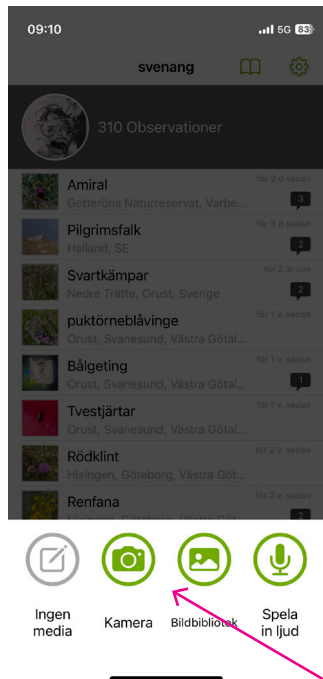 09:10
5G 83
svenang
310 Observationer
för 3 d sedan
Amiral
Getteröns Naturreservat, Varbe...
3
för 3 d sedan
Pilgrimsfalk
Halland, SE
2
Svartkämpar
Nedre Trätte, Orust, Sverige
2
för 1 v. sedan
puktörneblåvinge
Orust, Svanesund, Västra Götal...
för 1 v. sedan
Bålgeting
Orust, Svanesund, Västra Götal...
1
för 1 v. sedan
Tvestjärtar
Orust, Svanesund, Västra Götal...
för 2 v. sedan
Rödklint
Hisingen, Göteborg, Västra Göt...
för 2 v. sedan
Renfana
2
Ingen
media
Kamera
Bildbibliotek
Spela
in ljud